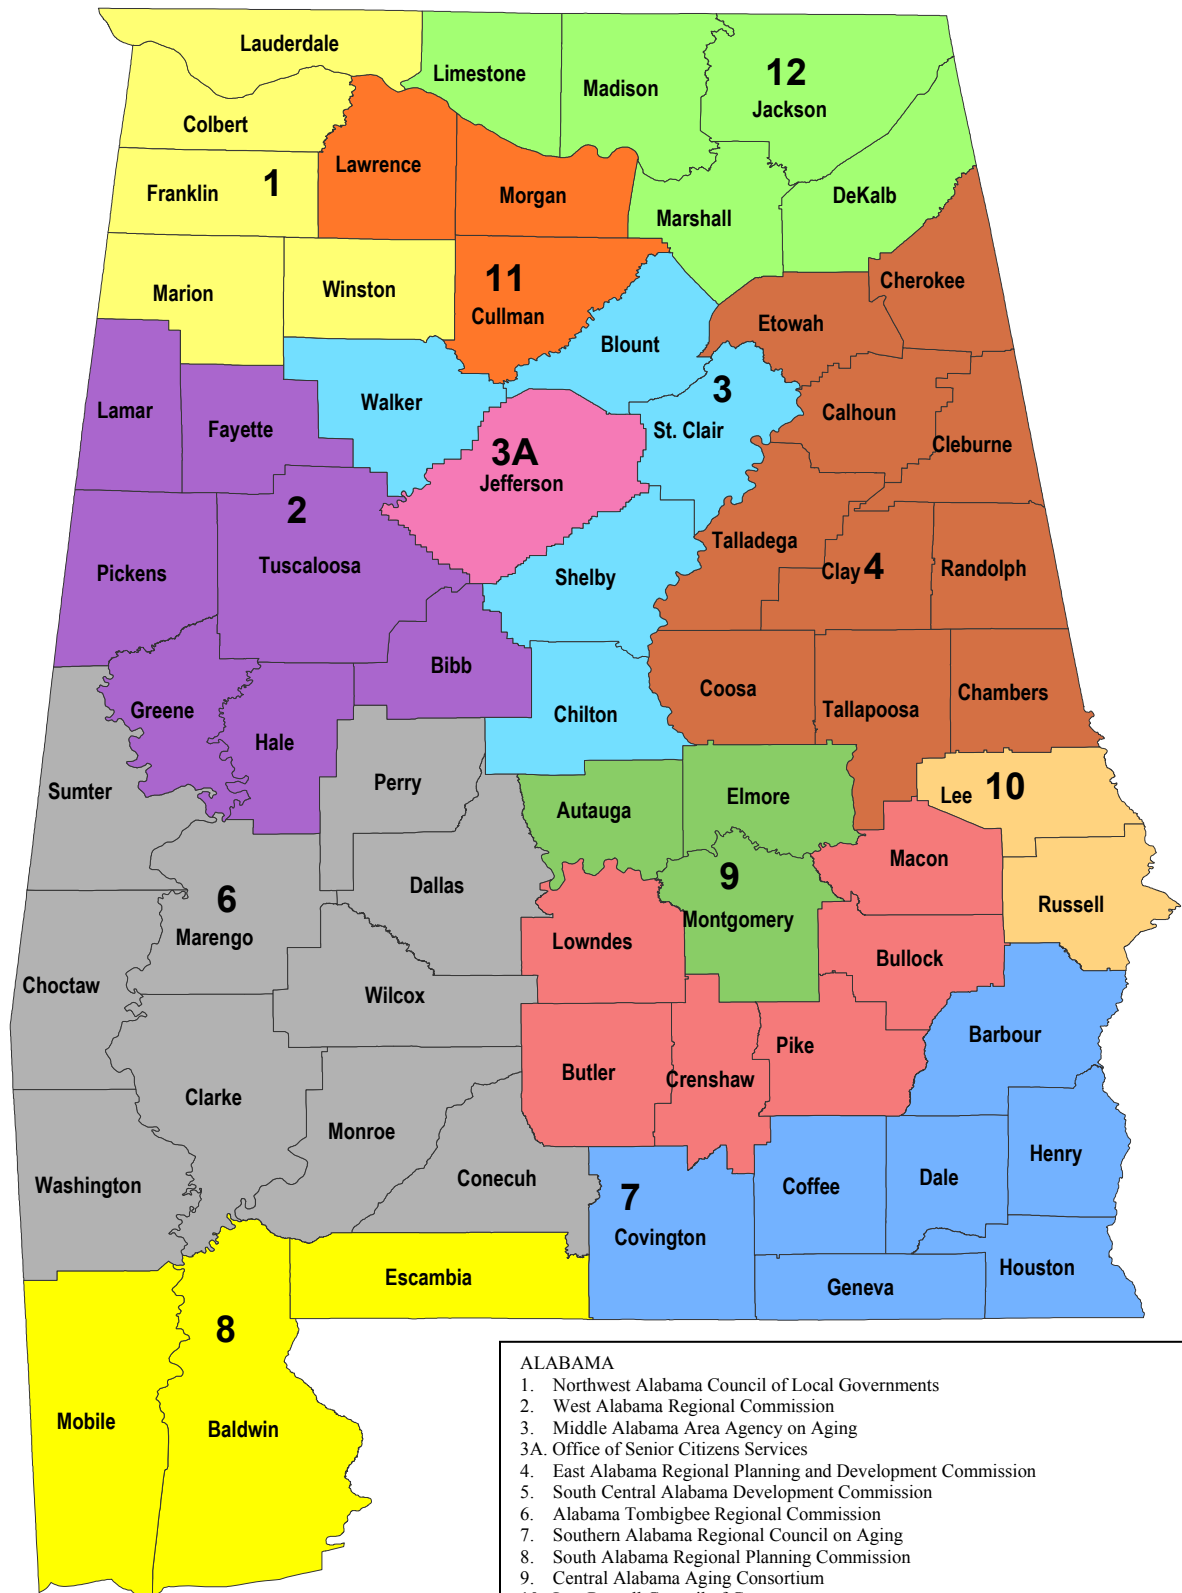 Lauderdale
Limestone
Madison
12
Jackson
Colbert
Lawrence
Franklin
1
Morgan
Marshall
DeKalb
Marion
Winston
11
Cullman
Cherokee
Etowah
Blount
3
Lamar
Fayette
Walker
St. Clair
Calhoun
Cleburne
3A
Jefferson
2
Tuscaloosa
Pickens
Shelby
Talladega
Clay
4
Randolph
Bibb
Greene
Hale
Chilton
Coosa
Tallapoosa
Chambers
Sumter
Perry
Autauga
Elmore
Lee
10
Macon
Dallas
9
Montgomery
Russell
6
Marengo
Lowndes
Bullock
Choctaw
Wilcox
Barbour
Butler
Crenshaw
Pike
Clarke
Monroe
Henry
Washington
Conecuh
7
Covington
Coffee
Dale
Houston
Escambia
Geneva
8
Mobile
Baldwin
ALABAMA
1. Northwest Alabama Council of Local Governments
2. West Alabama Regional Commission
3. Middle Alabama Area Agency on Aging
3A. Office of Senior Citizens Services
4. East Alabama Regional Planning and Development Commission
5. South Central Alabama Development Commission
6. Alabama Tombigbee Regional Commission
7. Southern Alabama Regional Council on Aging
8. South Alabama Regional Planning Commission
9. Central Alabama Aging Consortium